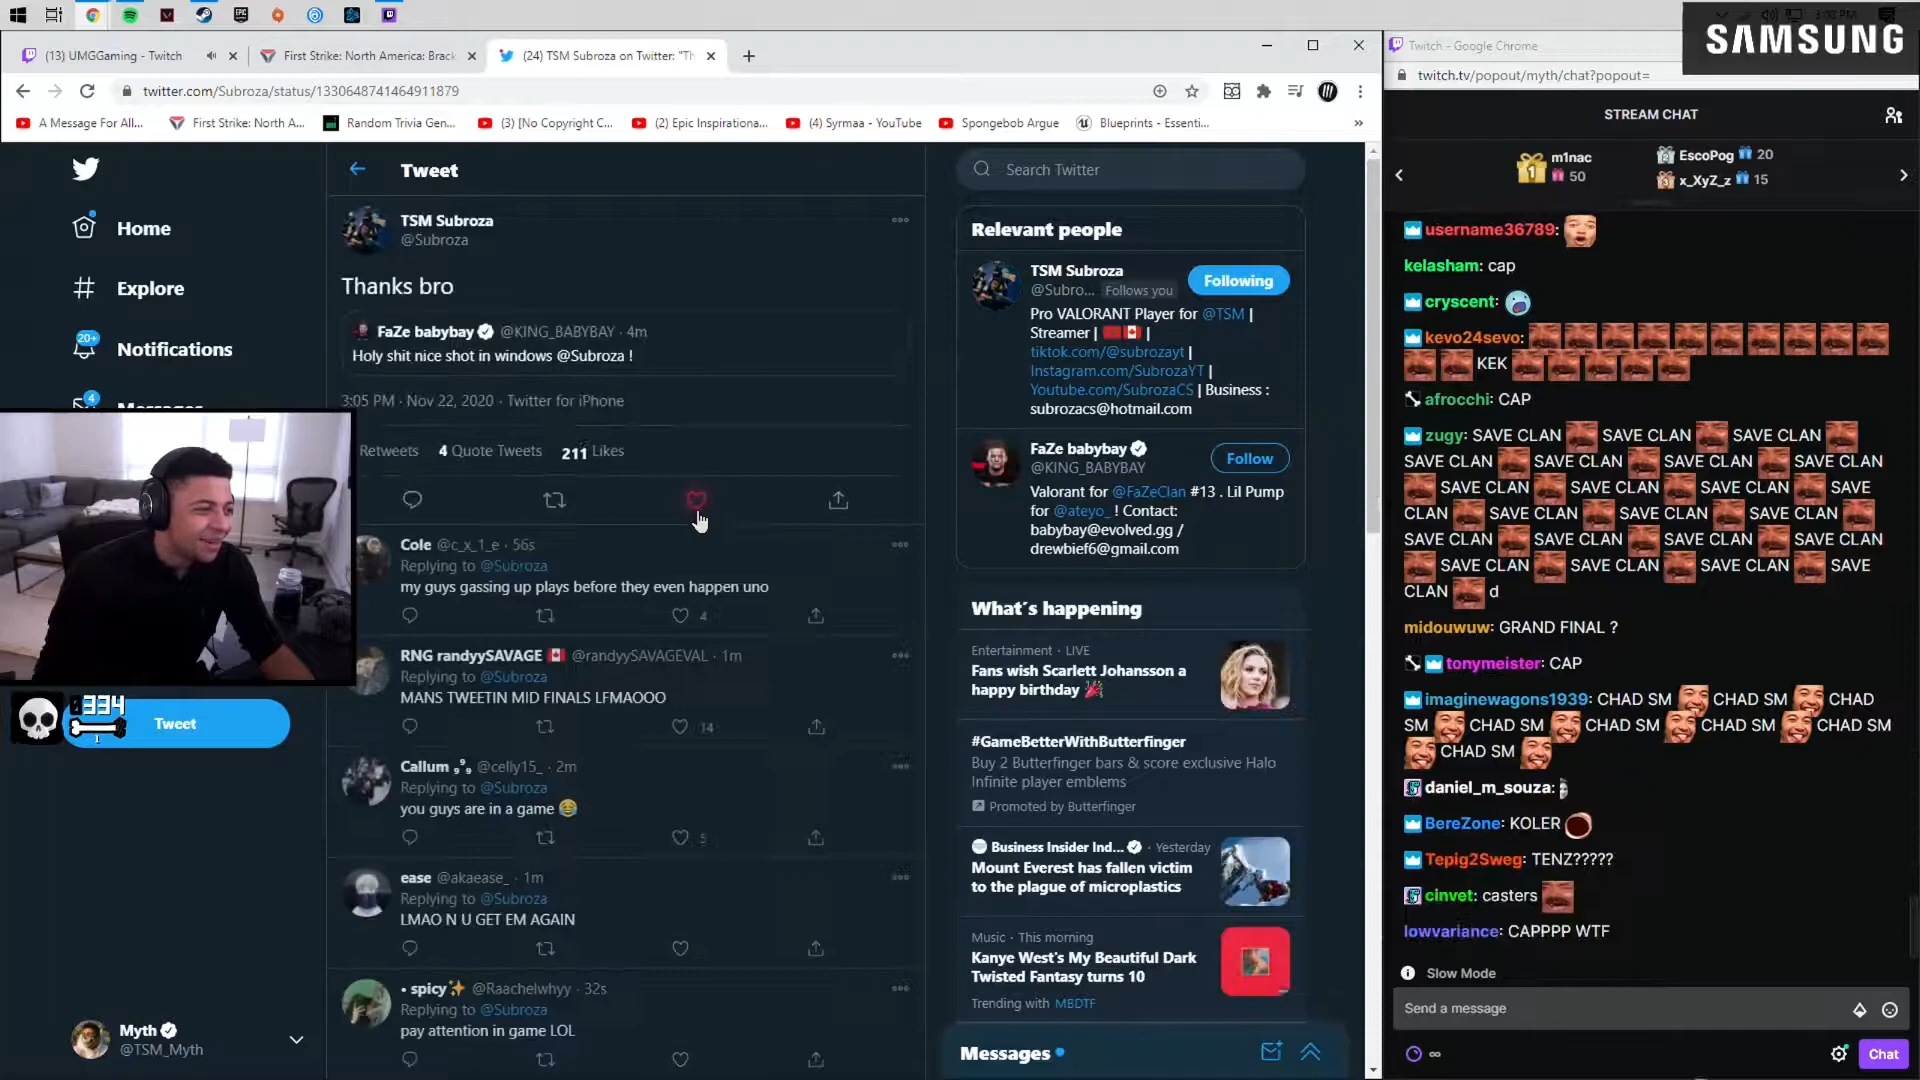 SAMSUNG
(13) UMGGaming - Twitch
First Strike: North America: Brack
(24) TSM Subroza on Twitter: "Th
Twitch - Google Chrome
twitter.com/Subroza/status/1330648741464911879
twitch.tv/popout/myth/chat?popout=
A Message For All...
First Strike: North A...
Random Trivia Gen...
(3) [No Copyright C...
(2) Epic Inspirationa...
(4) Syrmaa - YouTube
Spongebob Argue
Blueprints - Essenti...
»
Home
Explore
20+
Notifications
4
Tweet
334
1
Myth
@TSM_Myth
Tweet
TSM Subroza
@Subroza
Thanks bro
FaZe babybay @KING_BABYBAY · 4m
Holy shit nice shot in windows @Subroza !
3:05 PM · Nov 22, 2020 · Twitter for iPhone
Retweets 4 Quote Tweets 211 Likes
Cole @c_x_1_e · 56s
Replying to @Subroza
my guys gassing up plays before they even happen uno
4
RNG randyySAVAGE 🇨🇦 @randyySAVAGEVAL · 1m
Replying to @Subroza
MANS TWEETIN MID FINALS LFMAOOO
14
Callum @celly15_ · 2m
Replying to @Subroza
you guys are in a game 😂
5
ease @akaease_ · 1m
Replying to @Subroza
LMAO N U GET EM AGAIN
• spicy✨ @Raachelwhyy · 32s
Replying to @Subroza
pay attention in game LOL
Search Twitter
Relevant people
TSM Subroza
@Subro... Follows you
Following
Pro VALORANT Player for @TSM |
Streamer | 🇲🇦🇨🇦 |
tiktok.com/@subrozayt |
Instagram.com/SubrozaYT |
Youtube.com/SubrozaCS | Business :
subrozacs@hotmail.com
FaZe babybay
@KING_BABYBAY
Follow
Valorant for @FaZeClan #13 . Lil Pump
for @ateyo_ ! Contact:
babybay@evolved.gg /
drewbief6@gmail.com
What's happening
Entertainment · LIVE
Fans wish Scarlett Johansson a
happy birthday 🎉
#GameBetterWithButterfinger
Buy 2 Butterfinger bars & score exclusive Halo
Infinite player emblems
Promoted by Butterfinger
Business Insider Ind... · Yesterday
Mount Everest has fallen victim
to the plague of microplastics
Music · This morning
Kanye West's My Beautiful Dark
Twisted Fantasy turns 10
Trending with MBDTF
Messages
STREAM CHAT
1 m1nac 50
2 EscoPog 20
3 x_XyZ_z 15
username36789:
kelasham: cap
cryscent:
kevo24sevo:
KEK
afrocchi: CAP
zugy: SAVE CLAN SAVE CLAN SAVE CLAN
SAVE CLAN SAVE CLAN SAVE CLAN SAVE CLAN
SAVE CLAN SAVE CLAN SAVE CLAN SAVE
CLAN SAVE CLAN SAVE CLAN SAVE CLAN
SAVE CLAN SAVE CLAN SAVE CLAN SAVE CLAN
SAVE CLAN SAVE CLAN SAVE CLAN SAVE
CLAN d
midouwuw: GRAND FINAL ?
tonymeister: CAP
imaginewagons1939: CHAD SM CHAD SM CHAD
SM CHAD SM CHAD SM CHAD SM CHAD SM
CHAD SM
daniel_m_souza:
BereZone: KOLER
Tepig2Sweg: TENZ?????
cinvet: casters
lowvariance: CAPPPP WTF
Slow Mode
Send a message
∞
Chat